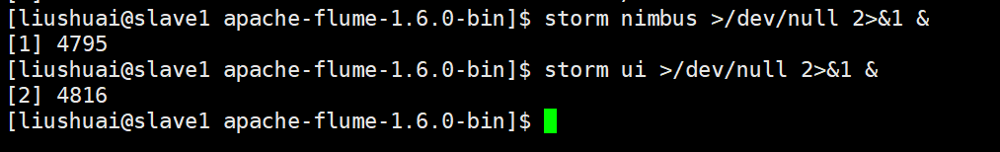 [liushuai@slave1 apache-flume-1.6.0-bin]$ storm nimbus >/dev/null 2>&1 &
[1] 4795
[liushuai@slave1 apache-flume-1.6.0-bin]$ storm ui >/dev/null 2>&1 &
[2] 4816
[liushuai@slave1 apache-flume-1.6.0-bin]$